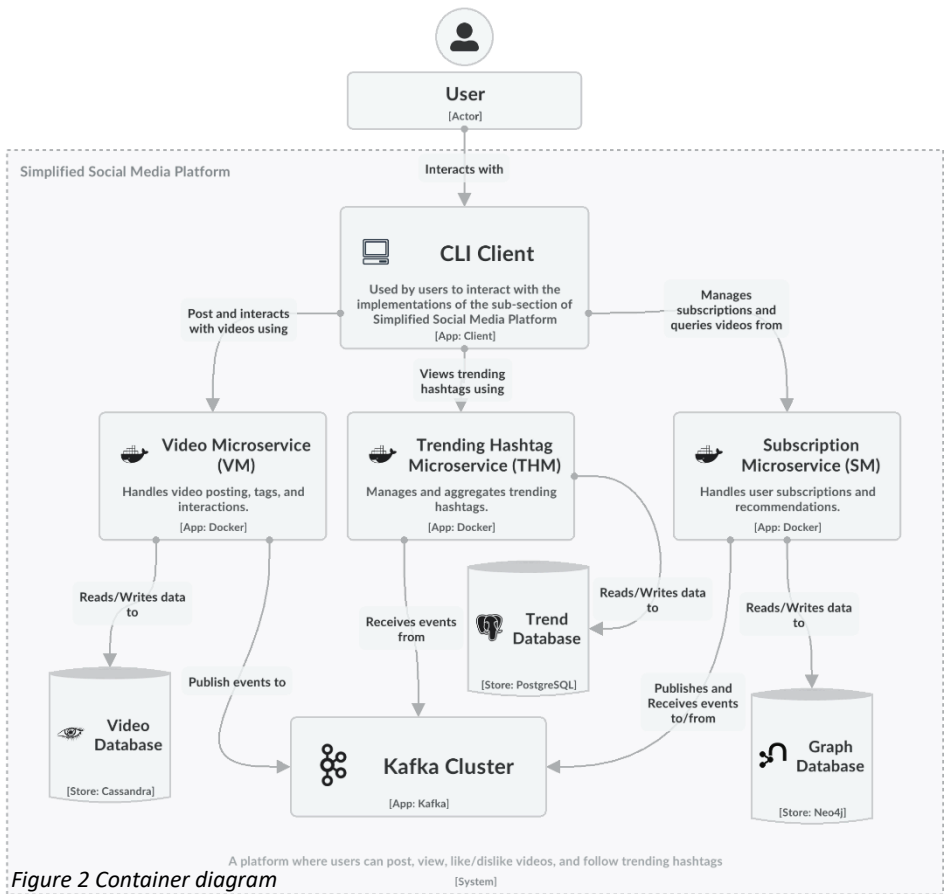 User
[Actor]
Simplified Social Media Platform
Interacts with
CLI Client
Used by users to interact with the
implementations of the sub-section of
Simplified Social Media Platform
[App: Client]
Post and interacts
with videos using
Views trending
hashtags using
Manages
subscriptions and
queries videos from
Video Microservice
(VM)
Handles video posting, tags, and
interactions.
[App: Docker]
Trending Hashtag
Microservice (THM)
Manages and aggregates trending
hashtags.
[App: Docker]
Subscription
Microservice (SM)
Handles user subscriptions and
recommendations.
[App: Docker]
Reads/Writes data
to
Publish events to
Receives events
from
Reads/Writes data
to
Publishes and
Receives events
to/from
Reads/Writes data
to
Video
Database
[Store: Cassandra]
Trend
Database
[Store: PostgreSQL]
Kafka Cluster
[App: Kafka]
Graph
Database
[Store: Neo4j]
A platform where users can post, view, like/dislike videos, and follow trending hashtags
[System]
Figure 2 Container diagram